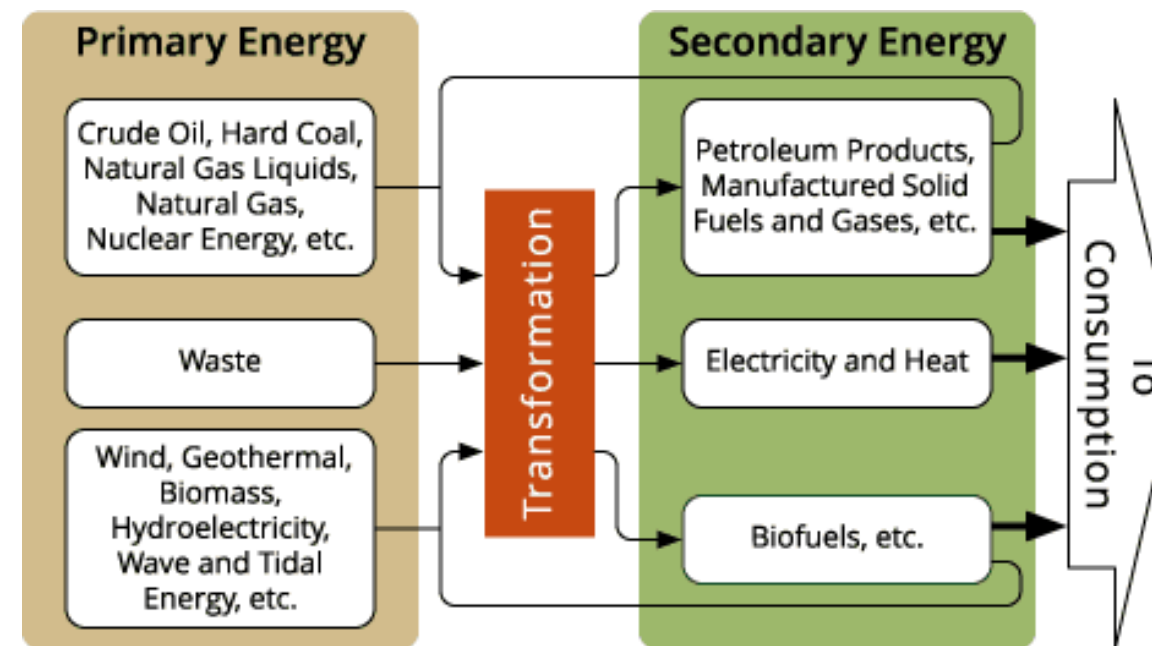 Primary Energy
Crude Oil, Hard Coal,
Natural Gas Liquids,
Natural Gas,
Nuclear Energy, etc.
Waste
Wind, Geothermal,
Biomass,
Hydroelectricity,
Wave and Tidal
Energy, etc.
Transformation
Secondary Energy
Petroleum Products,
Manufactured Solid
Fuels and Gases, etc.
Electricity and Heat
Biofuels, etc.
To
Consumption